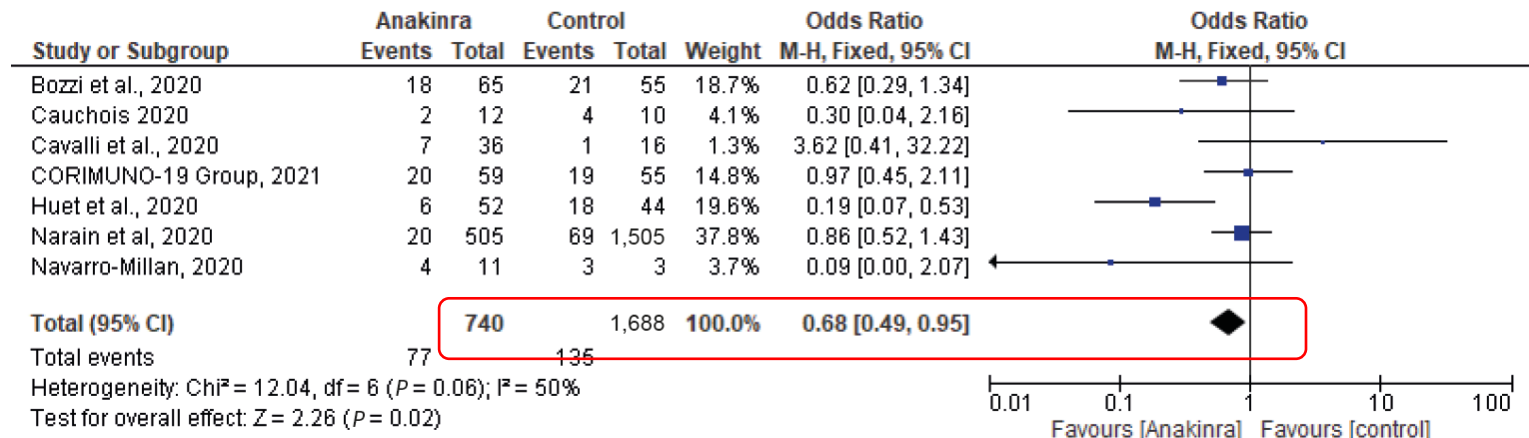 Anakinra Control Odds Ratio Odds Ratio
Study or Subgroup Events Total Events Total Weight M-H, Fixed, 95% CI M-H, Fixed, 95% CI
Bozzi et al., 2020 18 65 21 55 18.7% 0.62 [0.29, 1.34]
Cauchois 2020 2 12 4 10 4.1% 0.30 [0.04, 2.16]
Cavalli et al., 2020 7 36 1 16 1.3% 3.62 [0.41, 32.22]
CORIMUNO-19 Group, 2021 20 59 19 55 14.8% 0.97 [0.45, 2.11]
Huet et al., 2020 6 52 18 44 19.6% 0.19 [0.07, 0.53]
Narain et al, 2020 20 505 69 1,505 37.8% 0.86 [0.52, 1.43]
Navarro-Millan, 2020 4 11 3 3 3.7% 0.09 [0.00, 2.07]
Total (95% CI) 740 1,688 100.0% 0.68 [0.49, 0.95]
Total events 77 135
Heterogeneity: Chi² = 12.04, df = 6 (P = 0.06); I² = 50%
Test for overall effect: Z = 2.26 (P = 0.02)
0.01 0.1 1 10 100
Favours [Anakinra] Favours [control]